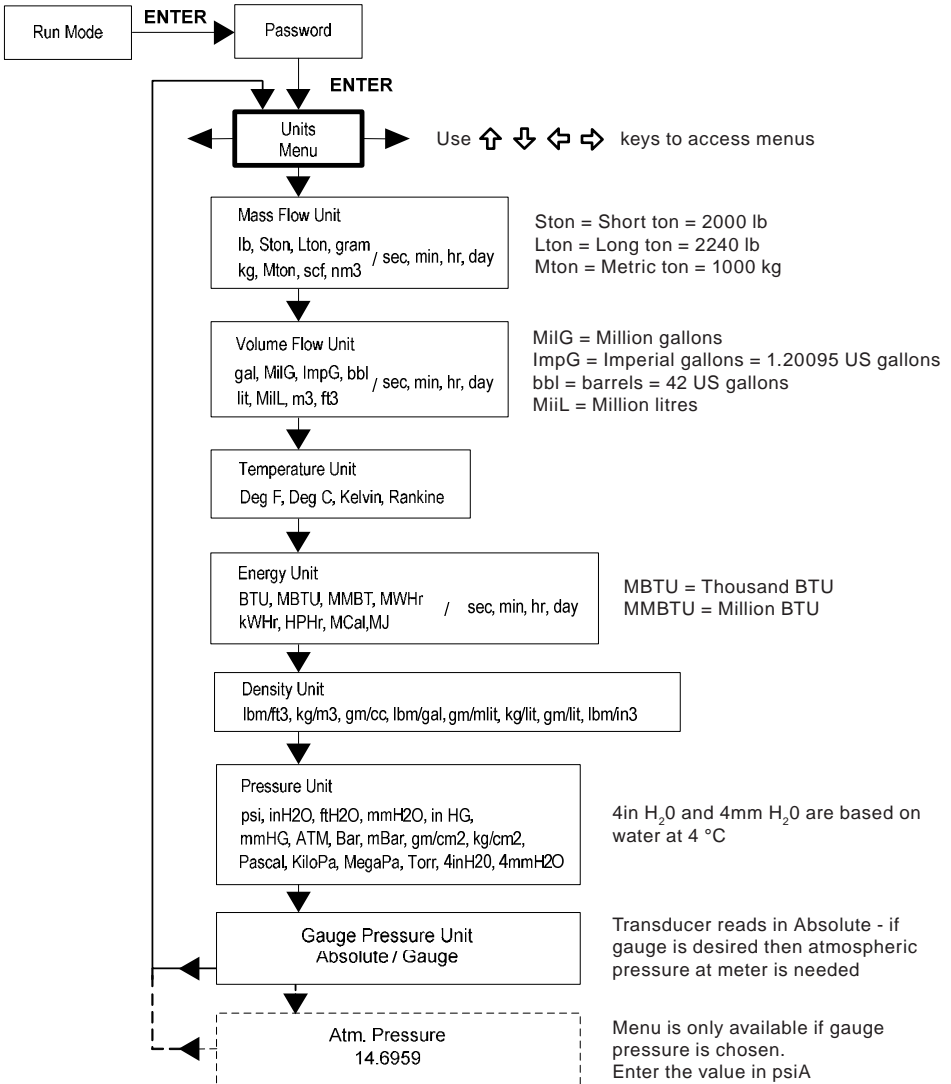 Run Mode
ENTER
Password
ENTER
Units
Menu
Use keys to access menus
Mass Flow Unit
lb, Ston, Lton, gram
kg, Mton, scf, nm3 / sec, min, hr, day
Ston = Short ton = 2000 lb
Lton = Long ton = 2240 lb
Mton = Metric ton = 1000 kg
Volume Flow Unit
gal, MilG, ImpG, bbl
lit, MilL, m3, ft3 / sec, min, hr, day
MilG = Million gallons
ImpG = Imperial gallons = 1.20095 US gallons
bbl = barrels = 42 US gallons
MiiL = Million litres
Temperature Unit
Deg F, Deg C, Kelvin, Rankine
Energy Unit
BTU, MBTU, MMBT, MWHr
kWHr, HPHr, MCal,MJ / sec, min, hr, day
MBTU = Thousand BTU
MMBTU = Million BTU
Density Unit
lbm/ft3, kg/m3, gm/cc, lbm/gal, gm/mlit, kg/lit, gm/lit, lbm/in3
Pressure Unit
psi, inH2O, ftH2O, mmH2O, in HG,
mmHG, ATM, Bar, mBar, gm/cm2, kg/cm2,
Pascal, KiloPa, MegaPa, Torr, 4inH20, 4mmH2O
4in H₂0 and 4mm H₂0 are based on
water at 4 °C
Gauge Pressure Unit
Absolute / Gauge
Transducer reads in Absolute - if
gauge is desired then atmospheric
pressure at meter is needed
Atm. Pressure
14.6959
Menu is only available if gauge
pressure is chosen.
Enter the value in psiA